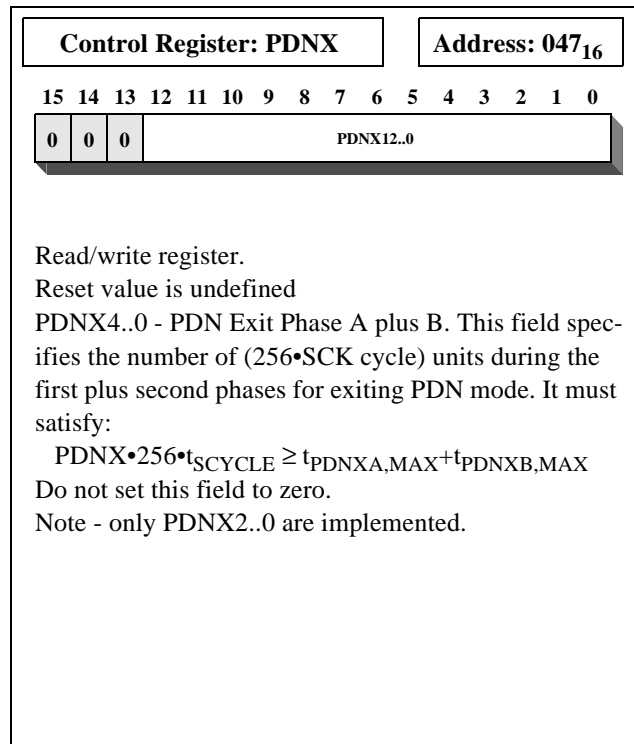 Control Register: PDNX
Address: 047₁₆
15 14 13 12 11 10 9 8 7 6 5 4 3 2 1 0
0 0 0 PDNX12..0
Read/write register.
Reset value is undefined
PDNX4..0 - PDN Exit Phase A plus B. This field spec-
ifies the number of (256•SCK cycle) units during the
first plus second phases for exiting PDN mode. It must
satisfy:
PDNX•256•tSCYCLE ≥ tPDNXA,MAX+tPDNXB,MAX
Do not set this field to zero.
Note - only PDNX2..0 are implemented.